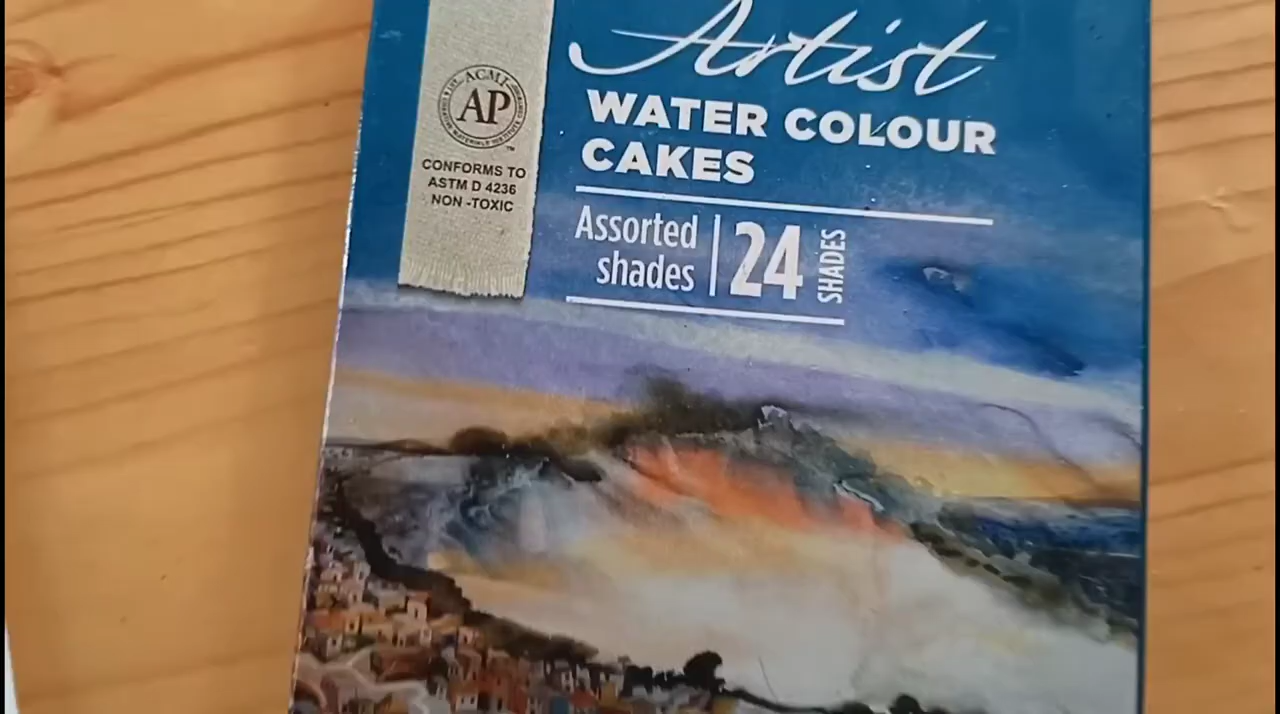 Artist
WATER COLOUR
CAKES
Assorted
shades
24
SHADES
ACMI
AP
CONFORMS TO
ASTM D 4236
NON -TOXIC